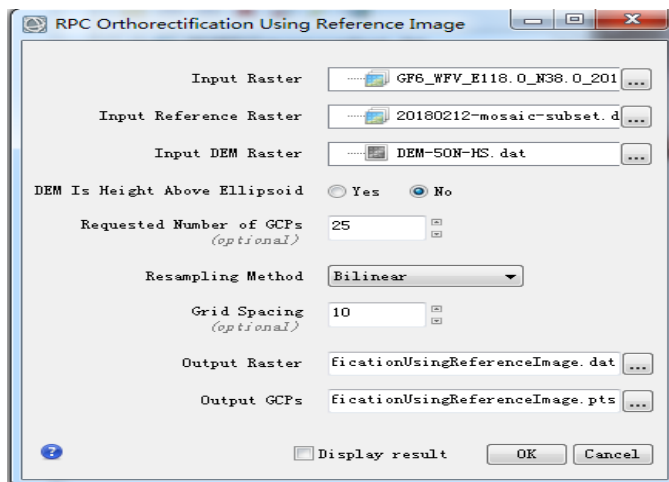 RPC Orthorectification Using Reference Image
Input Raster GF6_WFV_E118.0_N38.0_201 ...
Input Reference Raster 20180212-mosaic-subset.d ...
Input DEM Raster DEM-50N-HS.dat ...
DEM Is Height Above Ellipsoid Yes No
Requested Number of GCPs 25
(optional)
Resampling Method Bilinear
Grid Spacing 10
(optional)
Output Raster ficationUsingReferenceImage.dat ...
Output GCPs ficationUsingReferenceImage.pts ...
? Display result OK Cancel